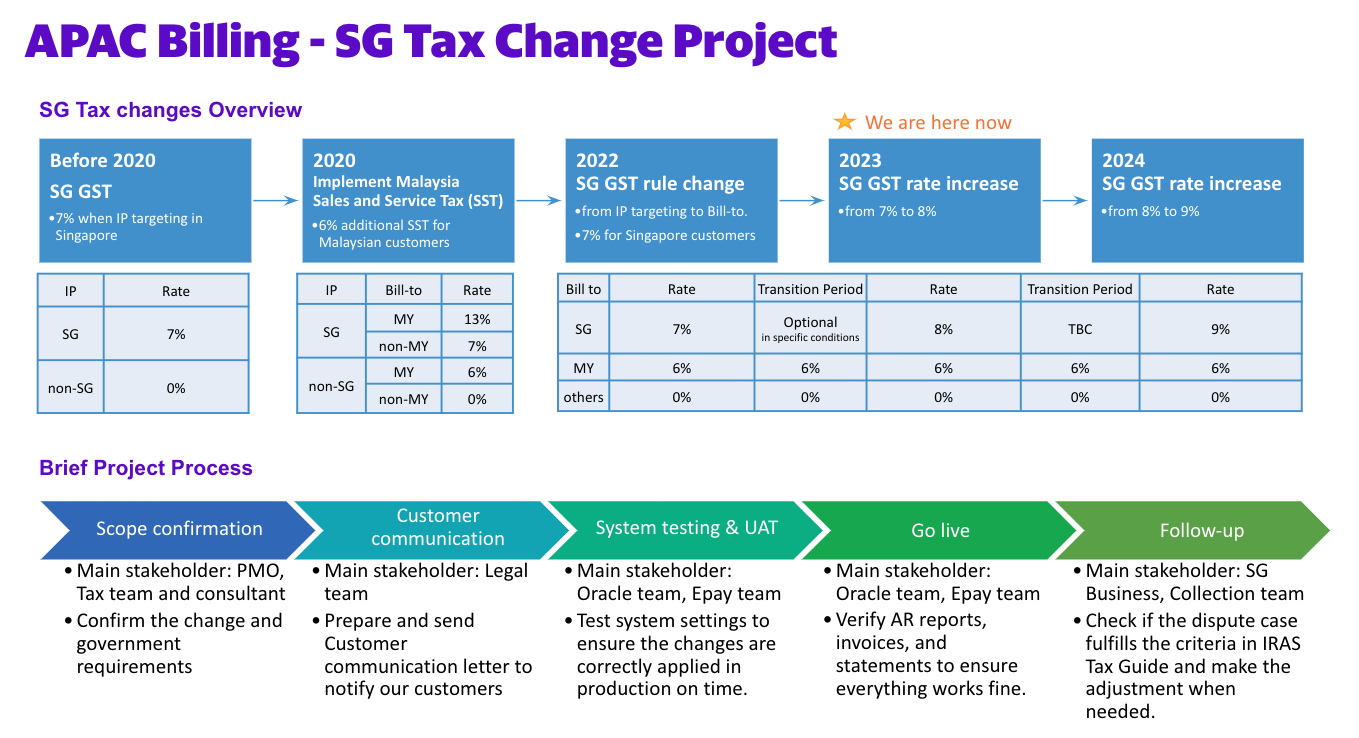 APAC Billing - SG Tax Change Project
SG Tax changes Overview
We are here now
Before 2020
SG GST
•7% when IP targeting in
Singapore
2020
Implement Malaysia
Sales and Service Tax (SST)
•6% additional SST for
Malaysian customers
2022
SG GST rule change
•from IP targeting to Bill-to.
•7% for Singapore customers
2023
SG GST rate increase
•from 7% to 8%
2024
SG GST rate increase
•from 8% to 9%
IP Rate
SG 7%
non-SG 0%
IP Bill-to Rate
SG MY 13%
non-MY 7%
non-SG MY 6%
non-MY 0%
Bill to Rate Transition Period Rate Transition Period Rate
SG 7% Optional in specific conditions 8% TBC 9%
MY 6% 6% 6% 6% 6%
others 0% 0% 0% 0% 0%
Brief Project Process
Scope confirmation
•Main stakeholder: PMO,
Tax team and consultant
•Confirm the change and
government
requirements
Customer
communication
•Main stakeholder: Legal
team
•Prepare and send
Customer
communication letter to
notify our customers
System testing & UAT
•Main stakeholder:
Oracle team, Epay team
•Test system settings to
ensure the changes are
correctly applied in
production on time.
Go live
•Main stakeholder:
Oracle team, Epay team
•Verify AR reports,
invoices, and
statements to ensure
everything works fine.
Follow-up
•Main stakeholder: SG
Business, Collection team
•Check if the dispute case
fulfills the criteria in IRAS
Tax Guide and make the
adjustment when
needed.